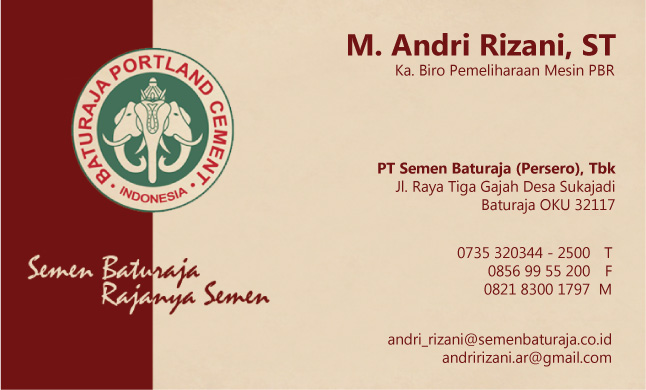 BATURAJA PORTLAND CEMENT
• INDONESIA •
Semen Baturaja
Rajanya Semen
M. Andri Rizani, ST
Ka. Biro Pemeliharaan Mesin PBR
PT Semen Baturaja (Persero), Tbk
Jl. Raya Tiga Gajah Desa Sukajadi
Baturaja OKU 32117
0735 320344 - 2500 T
0856 99 55 200 F
0821 8300 1797 M
andri_rizani@semenbaturaja.co.id
andririzani.ar@gmail.com